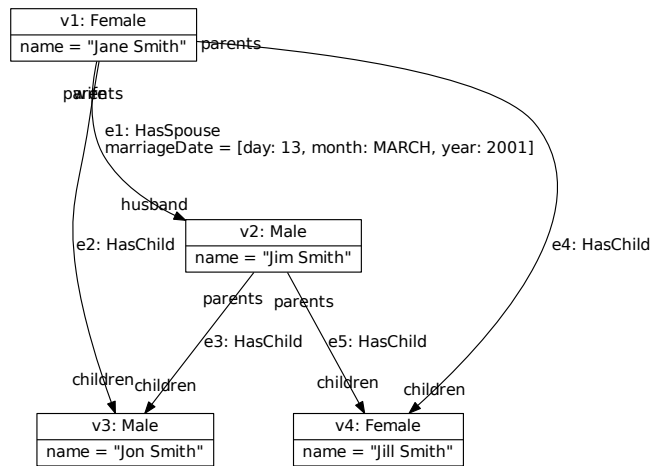 v1: Female
name = "Jane Smith"
parents
parents
wife
e1: HasSpouse
marriageDate = [day: 13, month: MARCH, year: 2001]
husband
v2: Male
name = "Jim Smith"
e2: HasChild
e4: HasChild
parents
parents
e3: HasChild
e5: HasChild
children
children
children
children
v3: Male
name = "Jon Smith"
v4: Female
name = "Jill Smith"